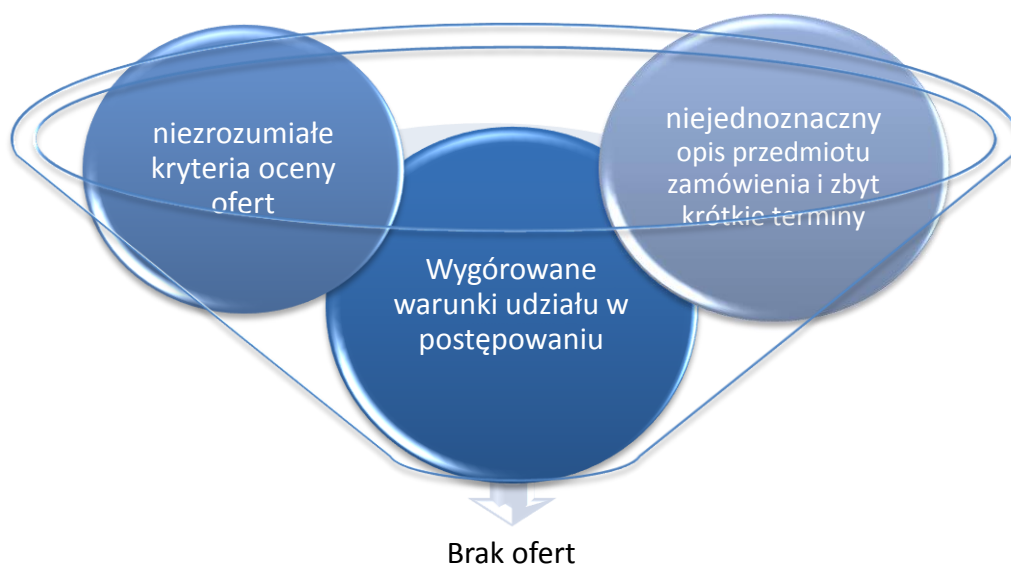 niezrozumiałe
kryteria oceny
ofert
niejednoznaczny
opis przedmiotu
zamówienia i zbyt
krótkie terminy
Wygórowane
warunki udziału w
postępowaniu
Brak ofert